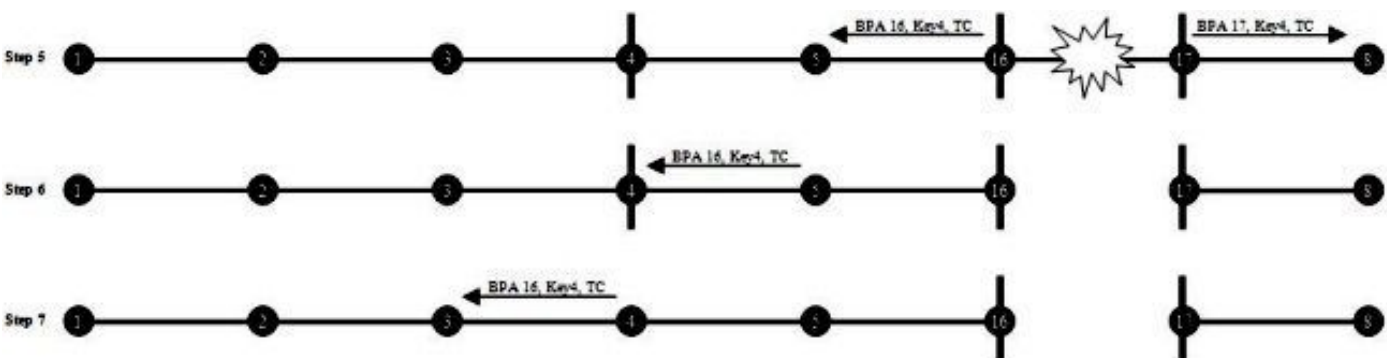 BPA 16, Key4, TC BPA 17, Key4, TC
Step 5 1 2 3 4 5 16 17 8
BPA 16, Key4, TC
Step 6 1 2 3 4 5 16 17 8
BPA 16, Key4, TC
Step 7 1 2 3 4 5 16 17 8